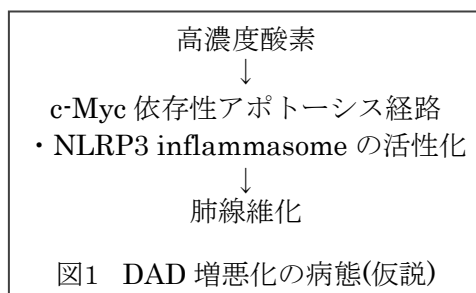 高濃度酸素
↓
c-Myc 依存性アポトーシス経路
・NLRP3 inflammasome の活性化
↓
肺線維化
図1 DAD 増悪化の病態(仮説)